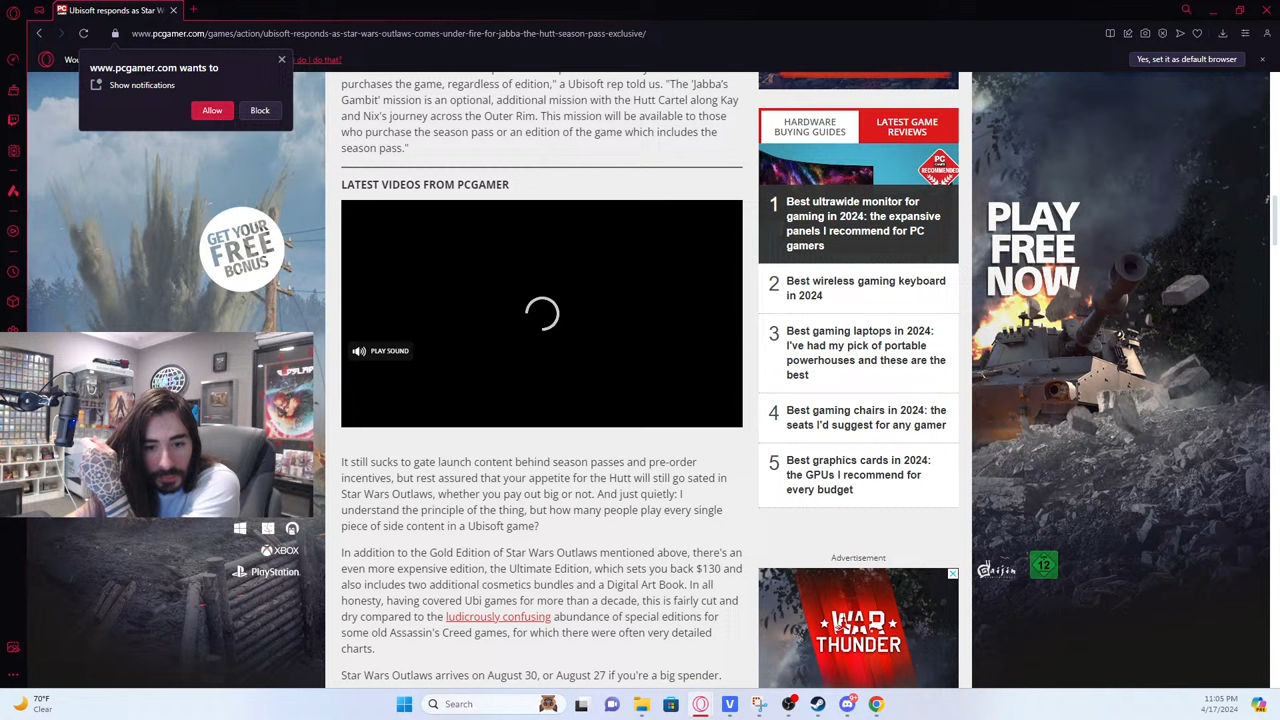 Ubisoft responds as Star W
www.pcgamer.com/games/action/ubisoft-responds-as-star-wars-outlaws-comes-under-fire-for-jabba-the-hutt-season-pass-exclusive/
Wou
do I do that?
Yes, set it as default browser
www.pcgamer.com wants to
Show notifications
Allow
Block
purchases the game, regardless of edition," a Ubisoft rep told us. "The 'Jabba's
Gambit' mission is an optional, additional mission with the Hutt Cartel along Kay
and Nix's journey across the Outer Rim. This mission will be available to those
who purchase the season pass or an edition of the game which includes the
season pass."
LATEST VIDEOS FROM PCGAMER
PLAY SOUND
It still sucks to gate launch content behind season passes and pre-order
incentives, but rest assured that your appetite for the Hutt will still go sated in
Star Wars Outlaws, whether you pay out big or not. And just quietly: I
understand the principle of the thing, but how many people play every single
piece of side content in a Ubisoft game?
In addition to the Gold Edition of Star Wars Outlaws mentioned above, there's an
even more expensive edition, the Ultimate Edition, which sets you back $130 and
also includes two additional cosmetics bundles and a Digital Art Book. In all
honesty, having covered Ubi games for more than a decade, this is fairly cut and
dry compared to the ludicrously confusing abundance of special editions for
some old Assassin's Creed games, for which there were often very detailed
charts.
Star Wars Outlaws arrives on August 30, or August 27 if you're a big spender.
HARDWARE
BUYING GUIDES
LATEST GAME
REVIEWS
PC
GAMER
RECOMMENDED
1
Best ultrawide monitor for
gaming in 2024: the expansive
panels I recommend for PC
gamers
2
Best wireless gaming keyboard
in 2024
3
Best gaming laptops in 2024:
I've had my pick of portable
powerhouses and these are the
best
4
Best gaming chairs in 2024: the
seats I'd suggest for any gamer
5
Best graphics cards in 2024:
the GPUs I recommend for
every budget
Advertisement
WAR
THUNDER
GET YOUR
FREE
BONUS
XBOX
PlayStation
PLAY
FREE
NOW
Gaijin
12
70°F
Clear
Search
9+
11:05 PM
4/17/2024